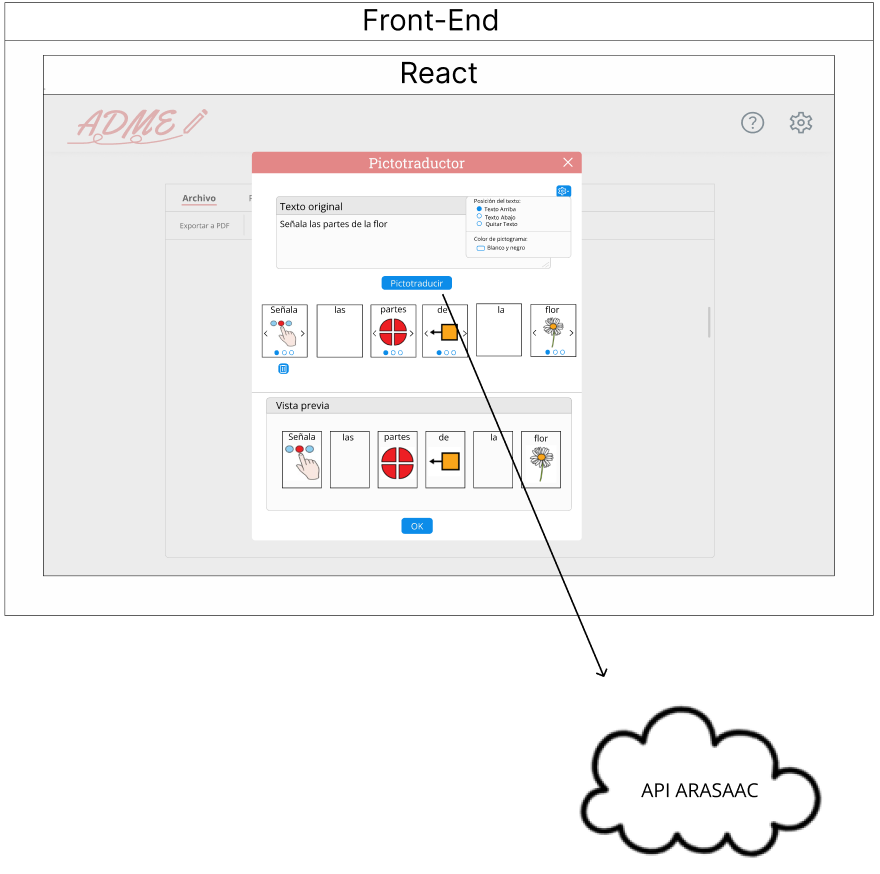 Front-End
React
ADME
?
Pictotraductor
Archivo
Exportar a PDF
Texto original
Señala las partes de la flor
Posición del texto:
Texto Arriba
Texto Abajo
Quitar Texto
Color de pictograma:
Blanco y negro
Pictotraducir
Señala las partes de la flor
Vista previa
Señala las partes de la flor
OK
API ARASAAC